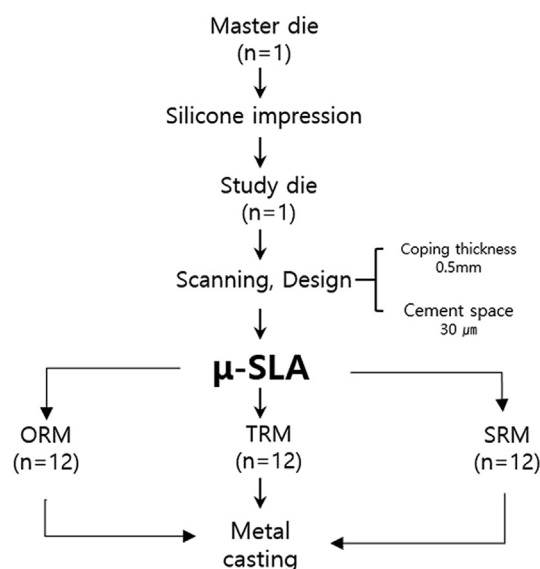 Master die
(n=1)
Silicone impression
Study die
(n=1)
Scanning, Design
Coping thickness
0.5mm
Cement space
30 ㎛
μ-SLA
ORM
(n=12)
TRM
(n=12)
SRM
(n=12)
Metal
casting